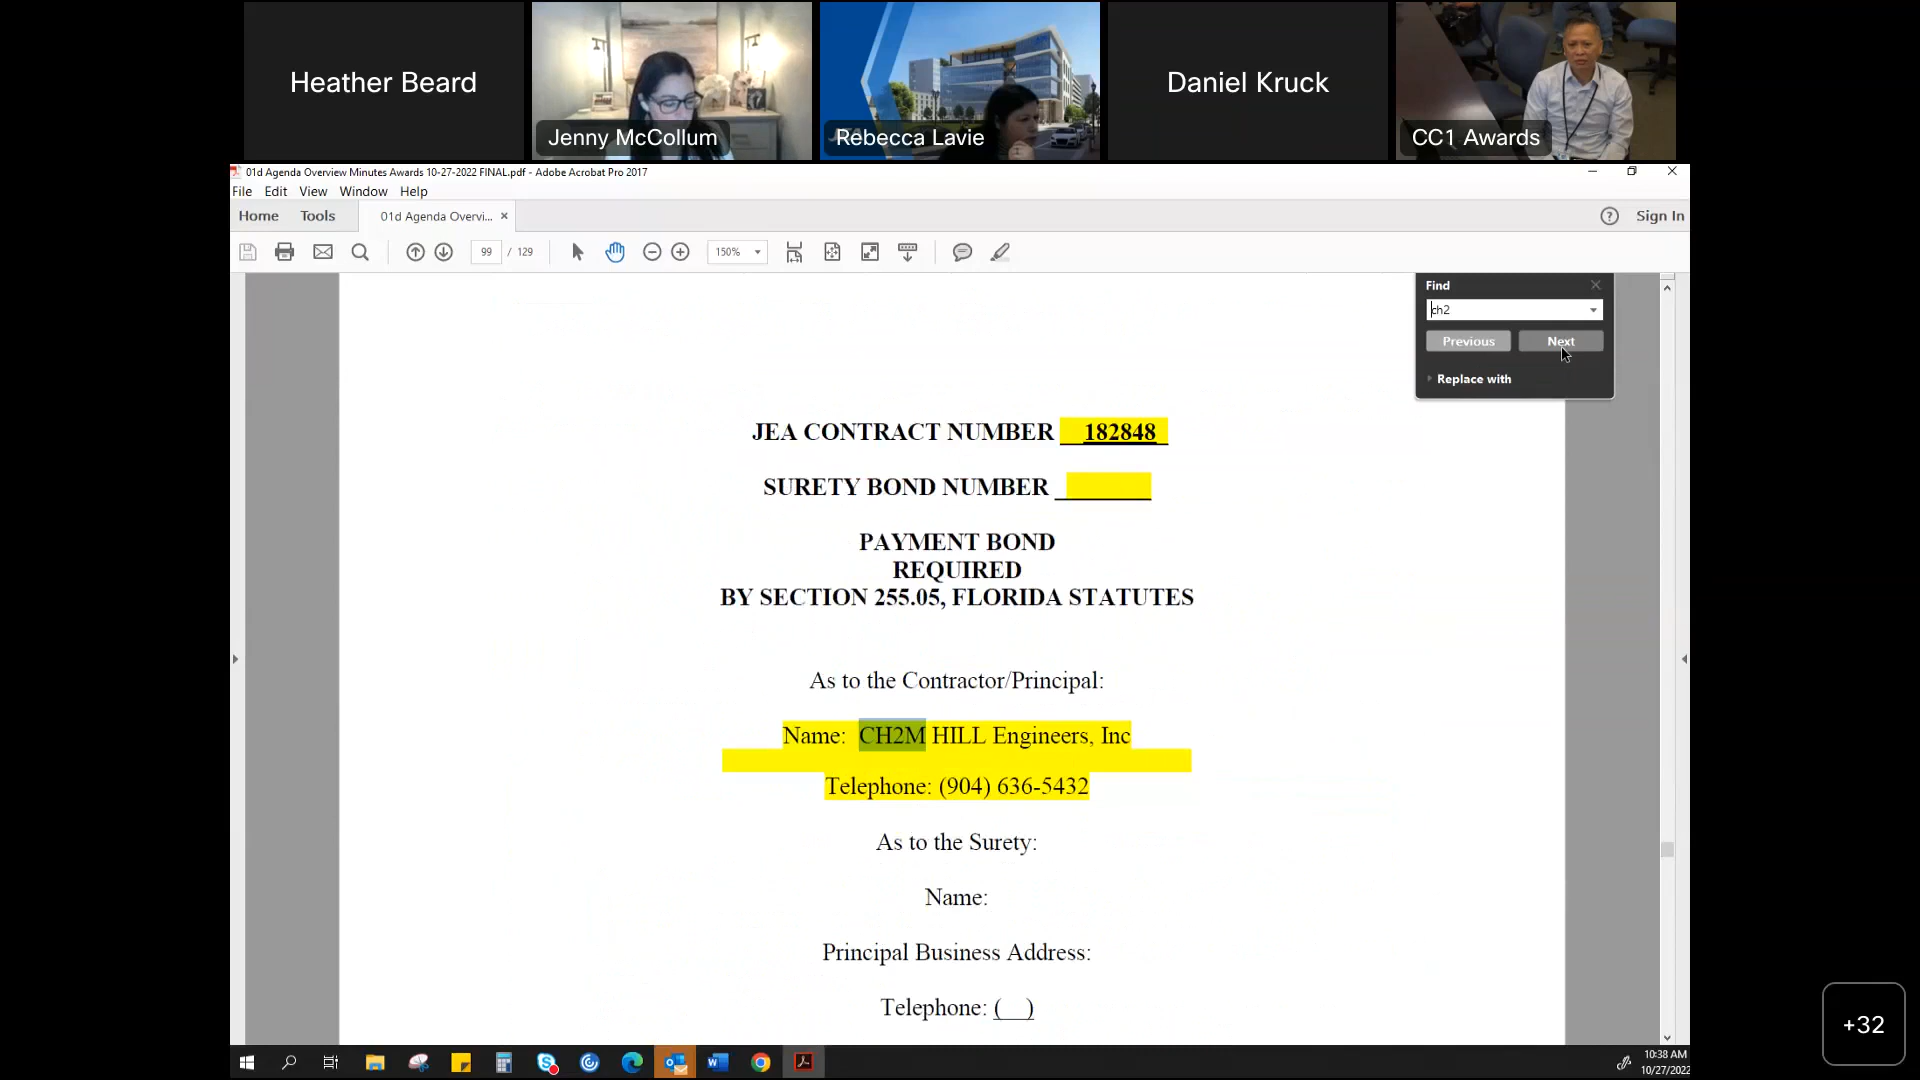 Heather Beard
Jenny McCollum
Rebecca Lavie
Daniel Kruck
CC1 Awards
01d Agenda Overview Minutes Awards 10-27-2022 FINAL.pdf - Adobe Acrobat Pro 2017
File Edit View Window Help
Home Tools 01d Agenda Overvi... × Sign In
99 / 129 150%
Find
ch2
Previous Next
Replace with
JEA CONTRACT NUMBER 182848
SURETY BOND NUMBER
PAYMENT BOND
REQUIRED
BY SECTION 255.05, FLORIDA STATUTES
As to the Contractor/Principal:
Name: CH2M HILL Engineers, Inc
Telephone: (904) 636-5432
As to the Surety:
Name:
Principal Business Address:
Telephone: (__)
+32
10:38 AM
10/27/2022